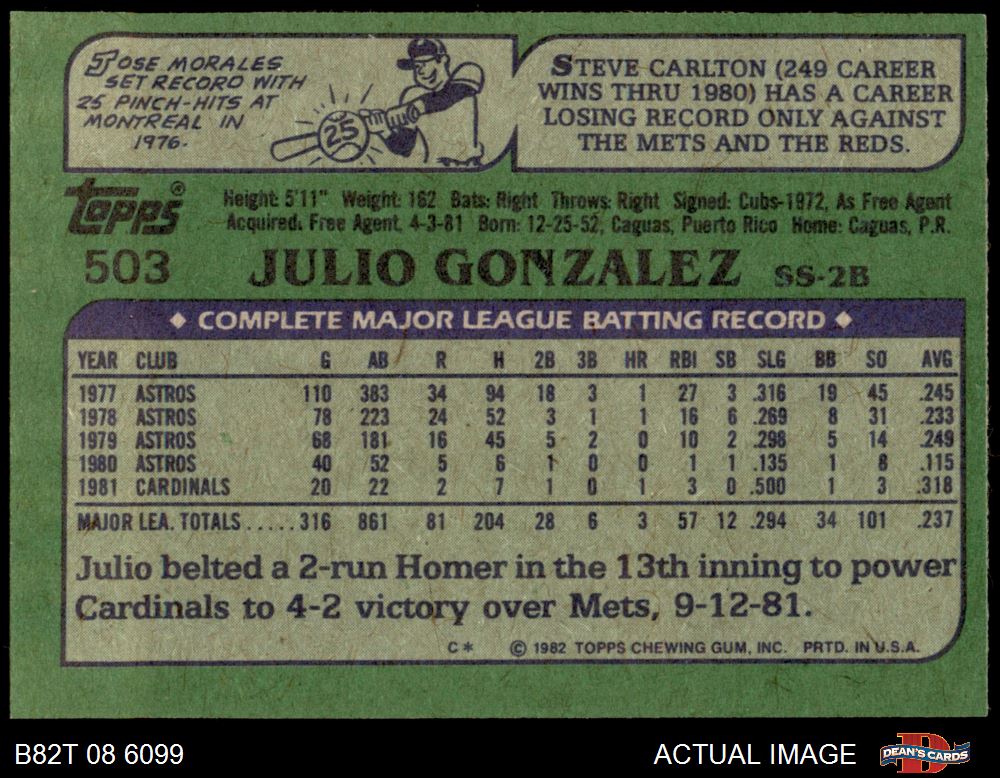 JOSE MORALES
SET RECORD WITH
25 PINCH-HITS AT
MONTREAL IN
1976.
25
STEVE CARLTON (249 CAREER
WINS THRU 1980) HAS A CAREER
LOSING RECORD ONLY AGAINST
THE METS AND THE REDS.
Topps®
Height: 5'11" Weight: 162 Bats: Right Throws: Right Signed: Cubs-1972, As Free Agent
Acquired: Free Agent, 4-3-81 Born: 12-25-52, Caguas, Puerto Rico Home: Caguas, P.R.
503 JULIO GONZALEZ SS-2B
◆ COMPLETE MAJOR LEAGUE BATTING RECORD ◆
YEAR CLUB G AB R H 2B 3B HR RBI SB SLG BB SO AVG
1977 ASTROS 110 383 34 94 18 3 1 27 3 .316 19 45 .245
1978 ASTROS 78 223 24 52 3 1 1 16 6 .269 8 31 .233
1979 ASTROS 68 181 16 45 5 2 0 10 2 .298 5 14 .249
1980 ASTROS 40 52 5 6 1 0 0 1 1 .135 1 8 .115
1981 CARDINALS 20 22 2 7 1 0 1 3 0 .500 1 3 .318
MAJOR LEA. TOTALS.....316 861 81 204 28 6 3 57 12 .294 34 101 .237
Julio belted a 2-run Homer in the 13th inning to power
Cardinals to 4-2 victory over Mets, 9-12-81.
C* © 1982 TOPPS CHEWING GUM, INC. PRTD. IN U.S.A.
B82T 08 6099 ACTUAL IMAGE DEAN'S CARDS